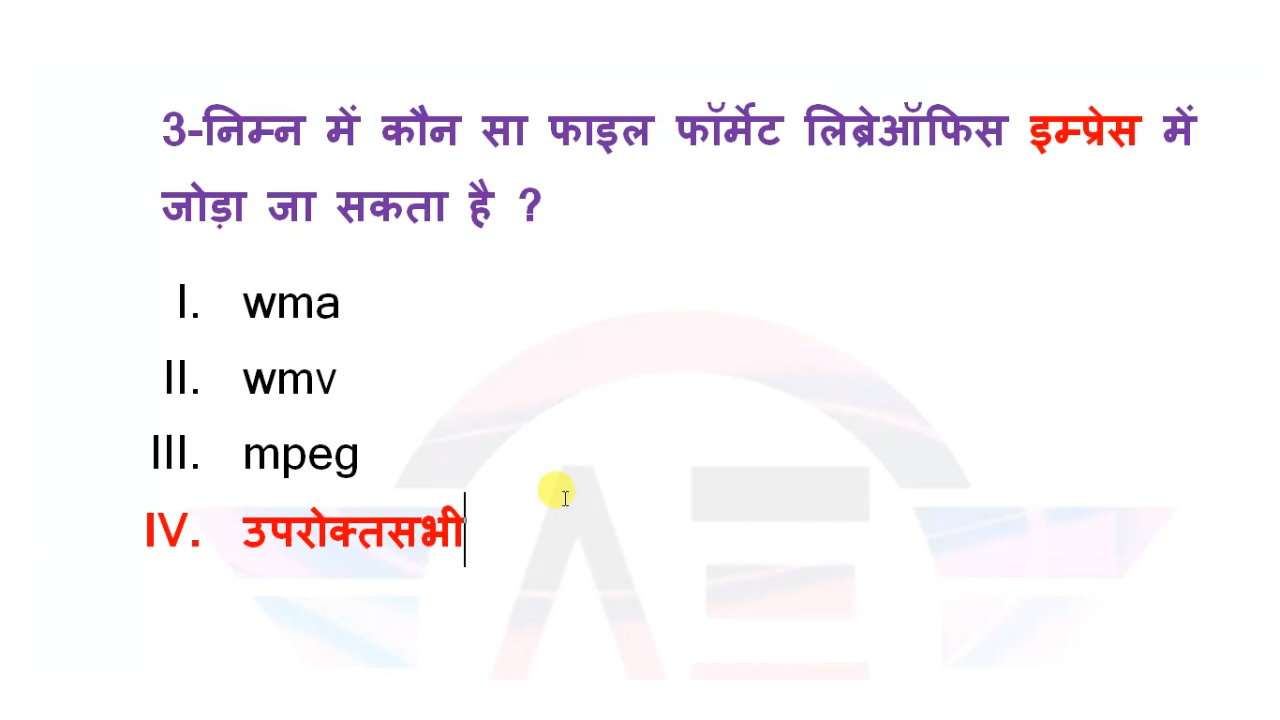 3-निम्न में कौन सा फाइल फॉर्मेट लिब्रेऑफिस इम्प्रेस में
जोड़ा जा सकता है ?
I. wma
II. wmv
III. mpeg
IV. उपरोक्तसभी